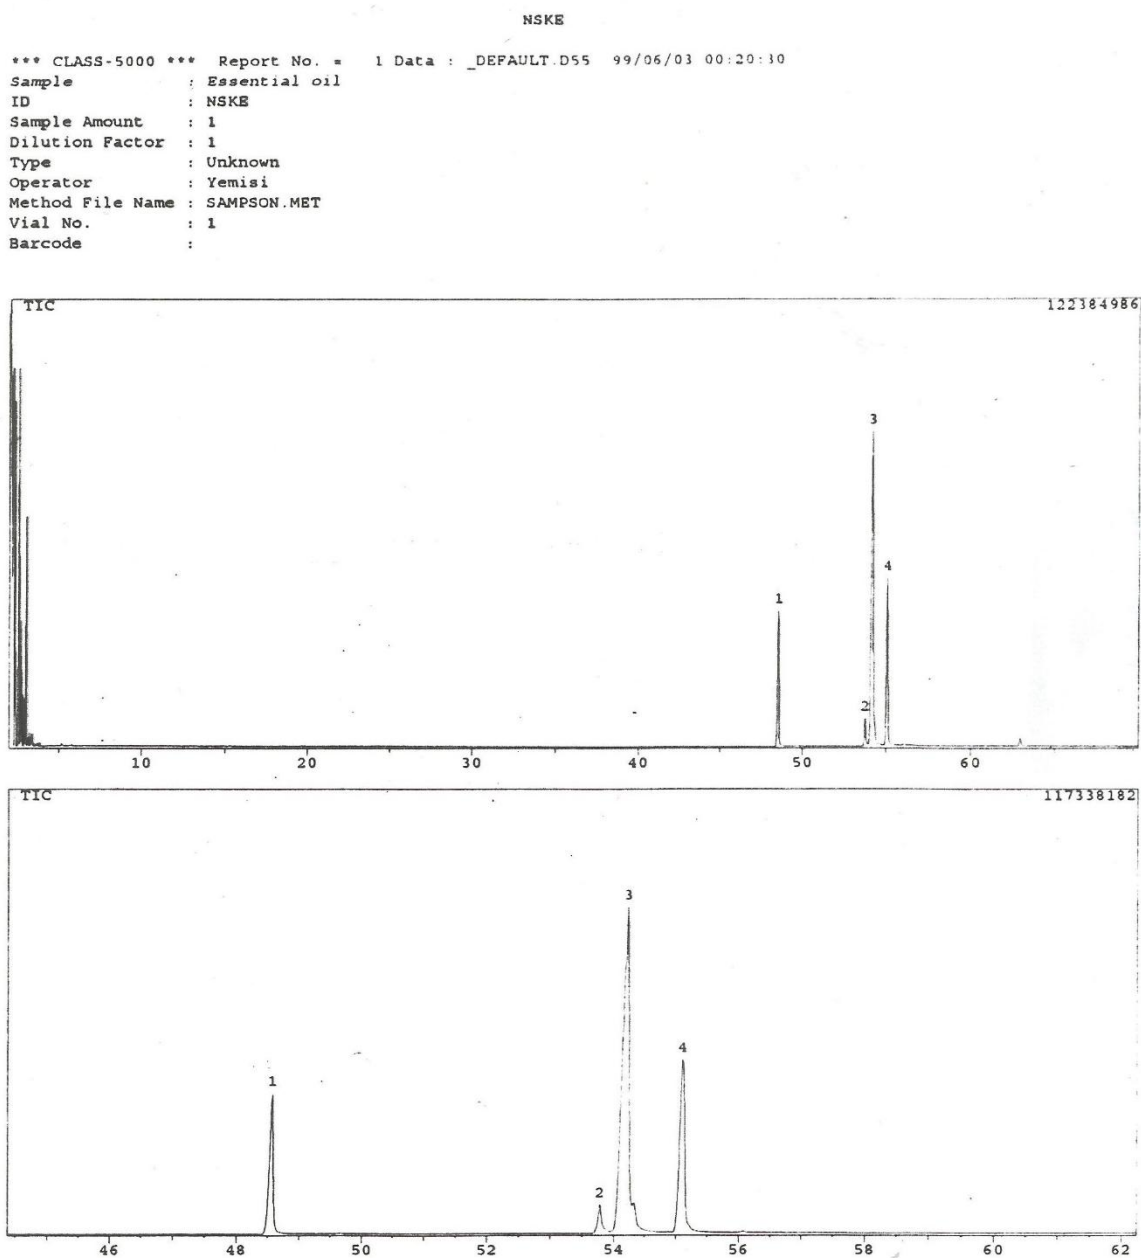 NSKE
*** CLASS-5000 *** Report No. = 1 Data : _DEFAULT.D55 99/06/03 00:20:30
Sample : Essential oil
ID : NSKE
Sample Amount : 1
Dilution Factor : 1
Type : Unknown
Operator : Yemisi
Method File Name : SAMPSON.MET
Vial No. : 1
Barcode :
TIC 122384986
3
4
1
2
10 20 30 40 50 60
TIC 117338182
3
4
1
2
46 48 50 52 54 56 58 60 62